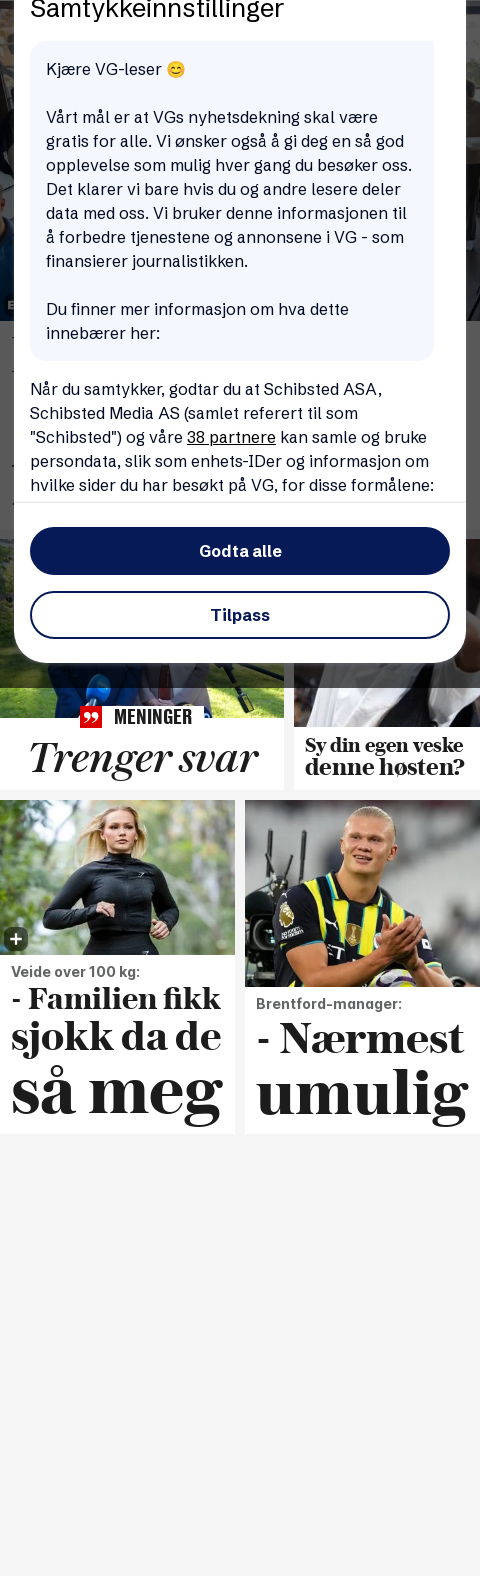 Samtykkeinnstillinger
Kjære VG-leser 😊
Vårt mål er at VGs nyhetsdekning skal være
gratis for alle. Vi ønsker også å gi deg en så god
opplevelse som mulig hver gang du besøker oss.
Det klarer vi bare hvis du og andre lesere deler
data med oss. Vi bruker denne informasjonen til
å forbedre tjenestene og annonsene i VG - som
finansierer journalistikken.
Du finner mer informasjon om hva dette
innebærer her:
Når du samtykker, godtar du at Schibsted ASA,
Schibsted Media AS (samlet referert til som
"Schibsted") og våre 38 partnere kan samle og bruke
persondata, slik som enhets-IDer og informasjon om
hvilke sider du har besøkt på VG, for disse formålene:
Godta alle
Tilpass
MENINGER
Trenger svar
Sy din egen veske
denne høsten?
Veide over 100 kg:
- Familien fikk
sjokk da de
så meg
Brentford-manager:
- Nærmest
umulig